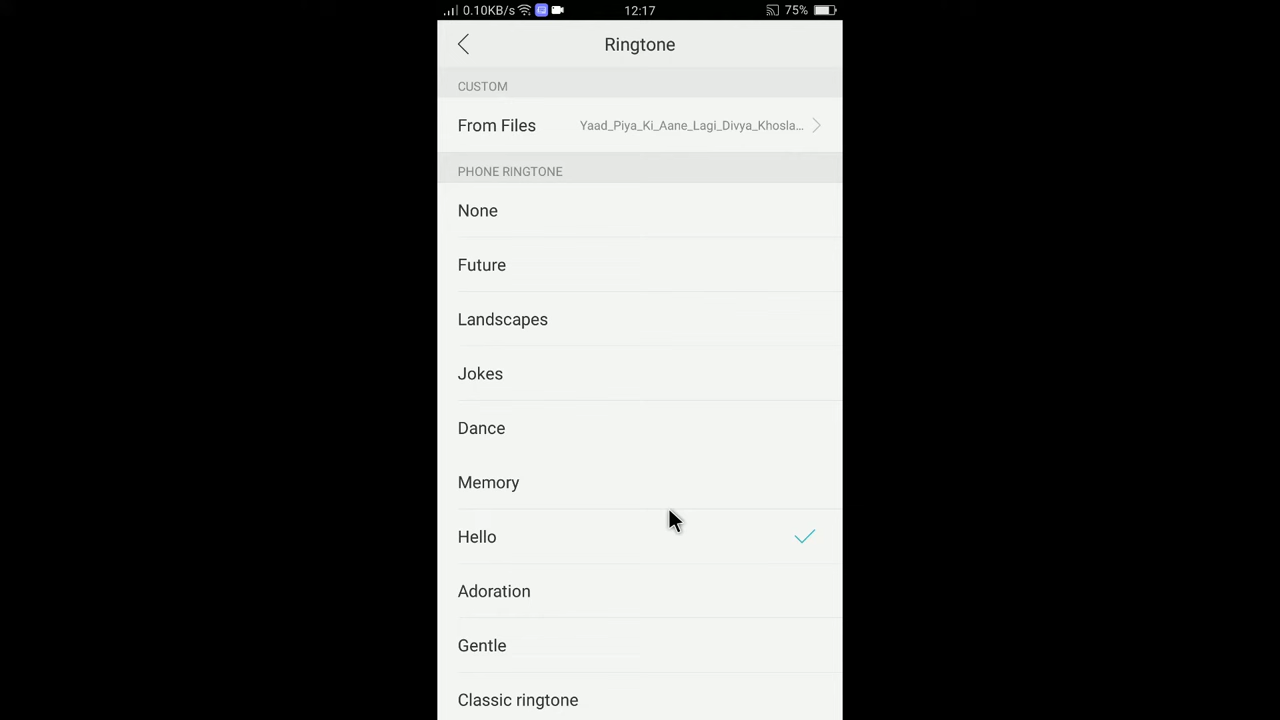 0.10KB/s 12:17 75%
Ringtone
CUSTOM
From Files Yaad_Piya_Ki_Aane_Lagi_Divya_Khosla...
PHONE RINGTONE
None
Future
Landscapes
Jokes
Dance
Memory
Hello
Adoration
Gentle
Classic ringtone